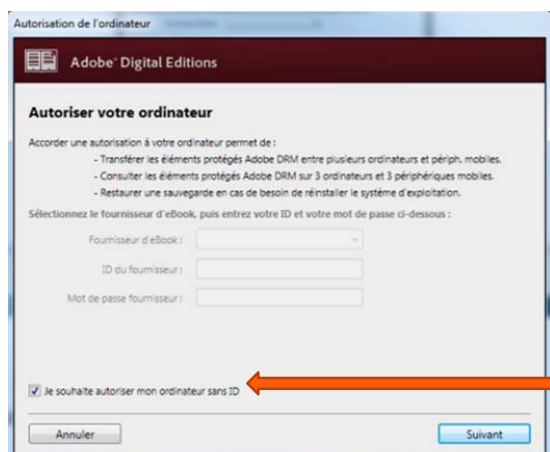 Autorisation de l'ordinateur
Adobe® Digital Editions
Autoriser votre ordinateur
Accorder une autorisation à votre ordinateur permet de :
- Transférer les éléments protégés Adobe DRM entre plusieurs ordinateurs et périph. mobiles.
- Consulter les éléments protégés Adobe DRM sur 3 ordinateurs et 3 périphériques mobiles.
- Restaurer une sauvegarde en cas de besoin de réinstaller le système d'exploitation.
Sélectionnez le fournisseur d'eBook, puis entrez votre ID et votre mot de passe ci-dessous :
Fournisseur d'eBook :
ID du fournisseur :
Mot de passe fournisseur :
Je souhaite autoriser mon ordinateur sans ID
Annuler Suivant